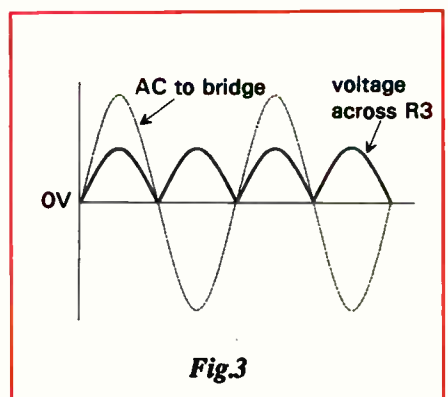 AC to bridge
voltage
across R3
0V
Fig.3